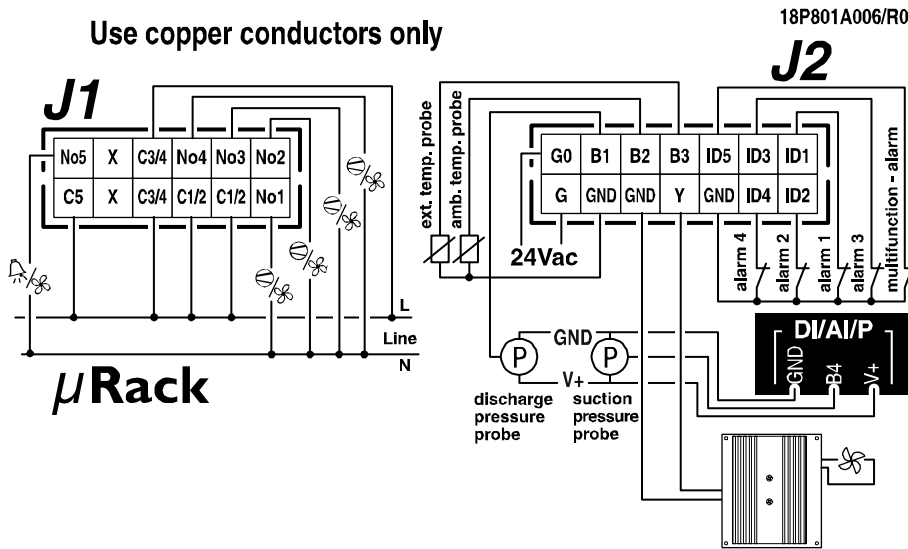 18P801A006/R0
Use copper conductors only
J1
J2
No5 X C3/4 No4 No3 No2
C5 X C3/4 C1/2 C1/2 No1
L
Line
N
µRack
ext. temp. probe
amb. temp. probe
G0 B1 B2 B3 ID5 ID3 ID1
G GND GND Y GND ID4 ID2
24Vac
alarm 4
alarm 2
alarm 1
alarm 3
multifunction - alarm
DI/AI/P
GND
B4
V+
GND
P
P
V+
discharge
pressure
probe
suction
pressure
probe